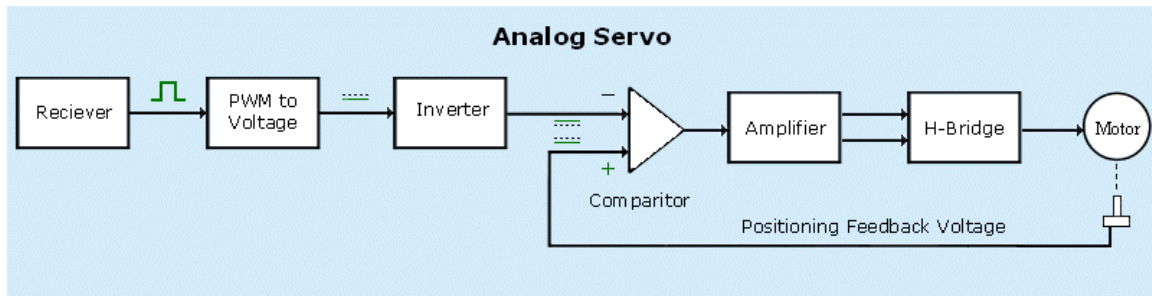 Analog Servo
Reciever
PWM to
Voltage
Inverter
−
+
Comparitor
Amplifier
H-Bridge
Motor
Positioning Feedback Voltage